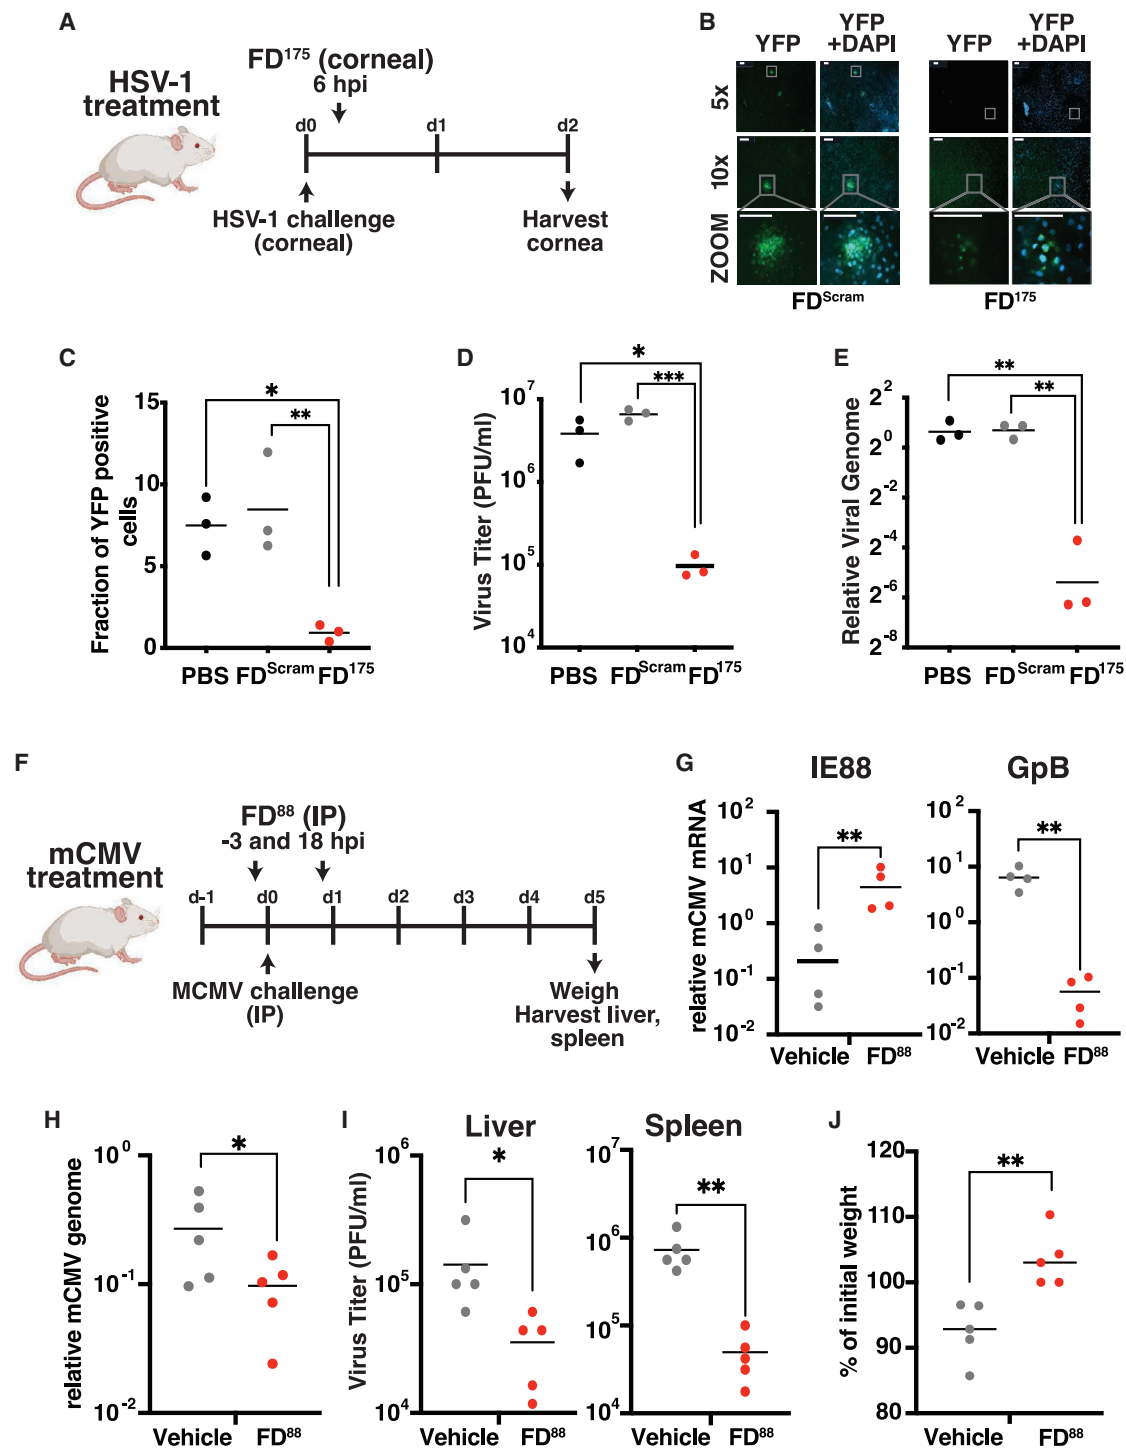 A
HSV-1
treatment
FD¹⁷⁵ (corneal)
6 hpi
d0
d1
d2
HSV-1 challenge
(corneal)
Harvest
cornea
B
YFP
YFP
+DAPI
YFP
YFP
+DAPI
5x
10x
ZOOM
FDˢᶜʳᵃᵐ
FD¹⁷⁵
C
Fraction of YFP positive
cells
15
10
5
0
*
**
PBS FDˢᶜʳᵃᵐ FD¹⁷⁵
D
Virus Titer (PFU/ml)
10⁷
10⁶
10⁵
10⁴
*
***
PBS FDˢᶜʳᵃᵐ FD¹⁷⁵
E
Relative Viral Genome
2²
2⁰
2⁻²
2⁻⁴
2⁻⁶
2⁻⁸
**
**
PBS FDˢᶜʳᵃᵐ FD¹⁷⁵
F
mCMV
treatment
FD⁸⁸ (IP)
-3 and 18 hpi
d-1
d0
d1
d2
d3
d4
d5
MCMV challenge
(IP)
Weigh
Harvest liver,
spleen
G
IE88
relative mCMV mRNA
10²
10¹
10⁰
10⁻¹
10⁻²
**
Vehicle FD⁸⁸
GpB
10²
10¹
10⁰
10⁻¹
10⁻²
**
Vehicle FD⁸⁸
H
relative mCMV genome
10⁰
10⁻¹
10⁻²
*
Vehicle FD⁸⁸
I
Liver
Virus Titer (PFU/ml)
10⁶
10⁵
10⁴
*
Vehicle FD⁸⁸
Spleen
10⁷
10⁶
10⁵
10⁴
**
Vehicle FD⁸⁸
J
% of initial weight
120
110
100
90
80
**
Vehicle FD⁸⁸